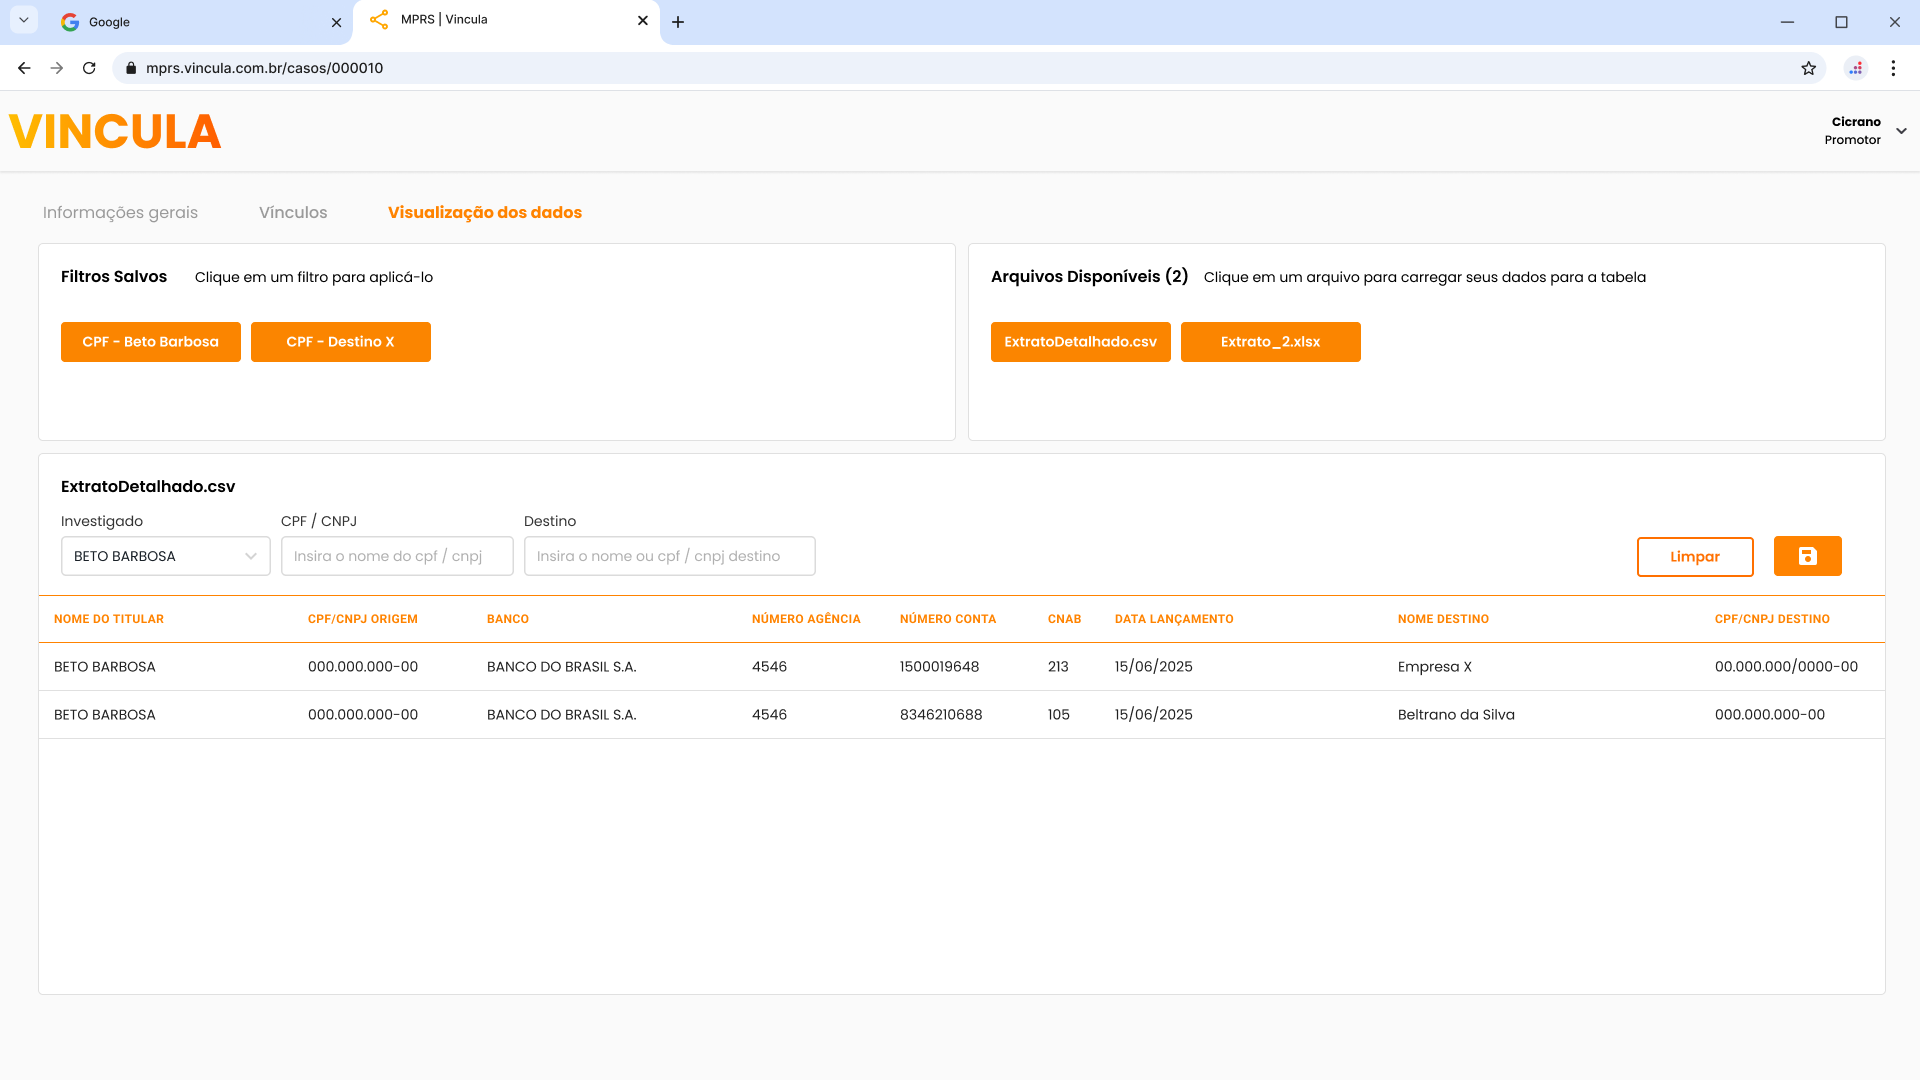 Google
MPRS | Vincula
mprs.vincula.com.br/casos/000010
VINCULA
Cicrano
Promotor
Informações gerais Vínculos Visualização dos dados
Filtros Salvos Clique em um filtro para aplicá-lo
CPF - Beto Barbosa CPF - Destino X
Arquivos Disponíveis (2) Clique em um arquivo para carregar seus dados para a tabela
ExtratoDetalhado.csv Extrato_2.xlsx
ExtratoDetalhado.csv
Investigado CPF / CNPJ Destino
BETO BARBOSA Insira o nome do cpf / cnpj Insira o nome ou cpf / cnpj destino Limpar
NOME DO TITULAR CPF/CNPJ ORIGEM BANCO NÚMERO AGÊNCIA NÚMERO CONTA CNAB DATA LANÇAMENTO NOME DESTINO CPF/CNPJ DESTINO
BETO BARBOSA 000.000.000-00 BANCO DO BRASIL S.A. 4546 1500019648 213 15/06/2025 Empresa X 00.000.000/0000-00
BETO BARBOSA 000.000.000-00 BANCO DO BRASIL S.A. 4546 8346210688 105 15/06/2025 Beltrano da Silva 000.000.000-00